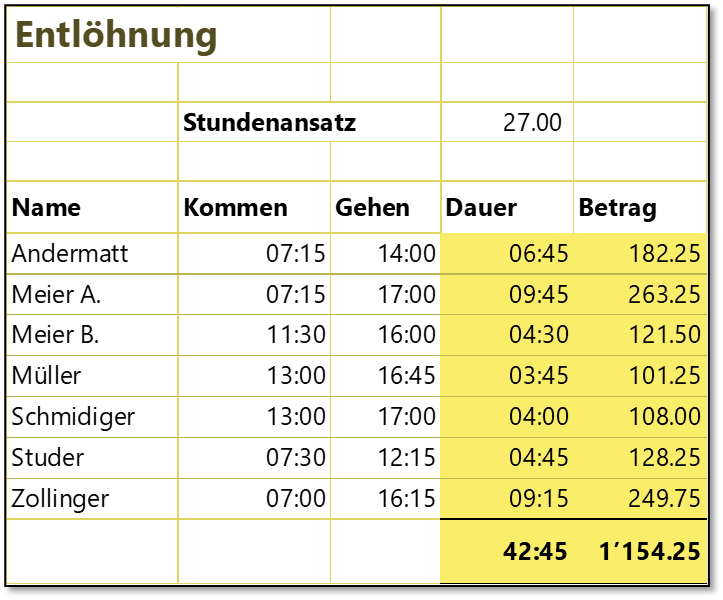 Entlöhnung
Stundenansatz 27.00
Name Kommen Gehen Dauer Betrag
Andermatt 07:15 14:00 06:45 182.25
Meier A. 07:15 17:00 09:45 263.25
Meier B. 11:30 16:00 04:30 121.50
Müller 13:00 16:45 03:45 101.25
Schmidiger 13:00 17:00 04:00 108.00
Studer 07:30 12:15 04:45 128.25
Zollinger 07:00 16:15 09:15 249.75
42:45 1’154.25